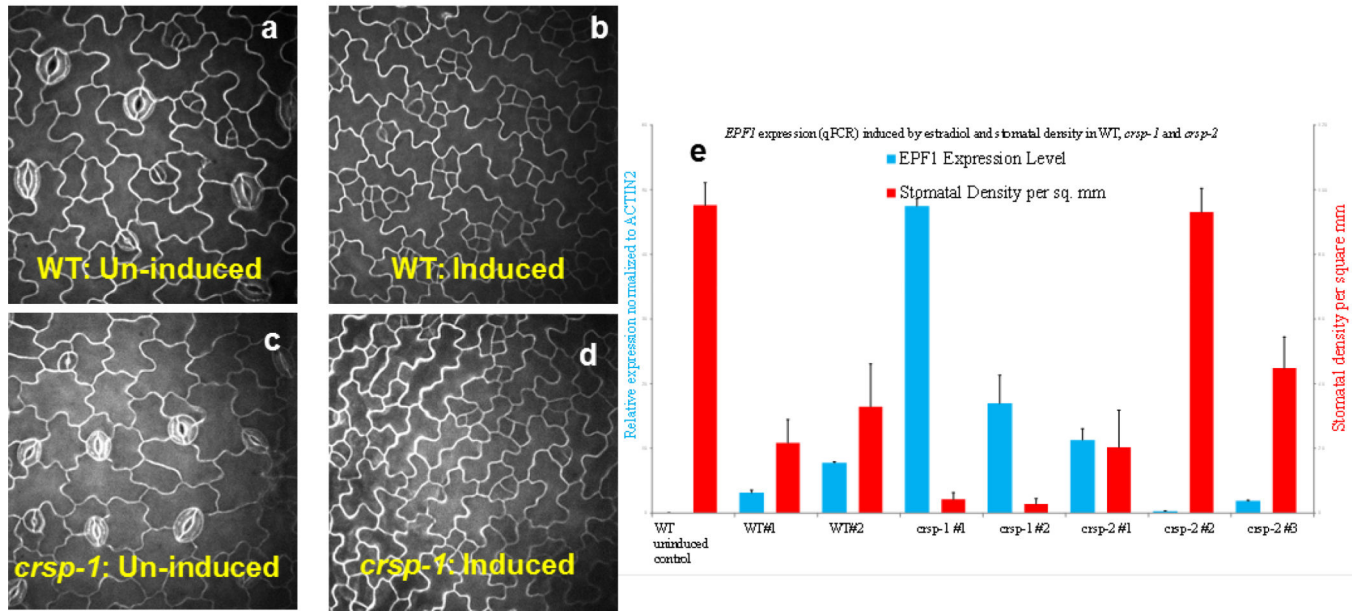 a
b
WT: Un-induced
WT: Induced
c
d
crsp-1: Un-induced
crsp-1: Induced
e
EPF1 expression (qPCR) induced by estradiol and stomatal density in WT, crsp-1 and crsp-2
EPF1 Expression Level
Stomatal Density per sq. mm
Relative expression normalized to ACTIN2
Stomatal density per square mm
WT
uninduced
control
WT#1
WT#2
crsp-1 #1
crsp-1 #2
crsp-2 #1
crsp-2 #2
crsp-2 #3